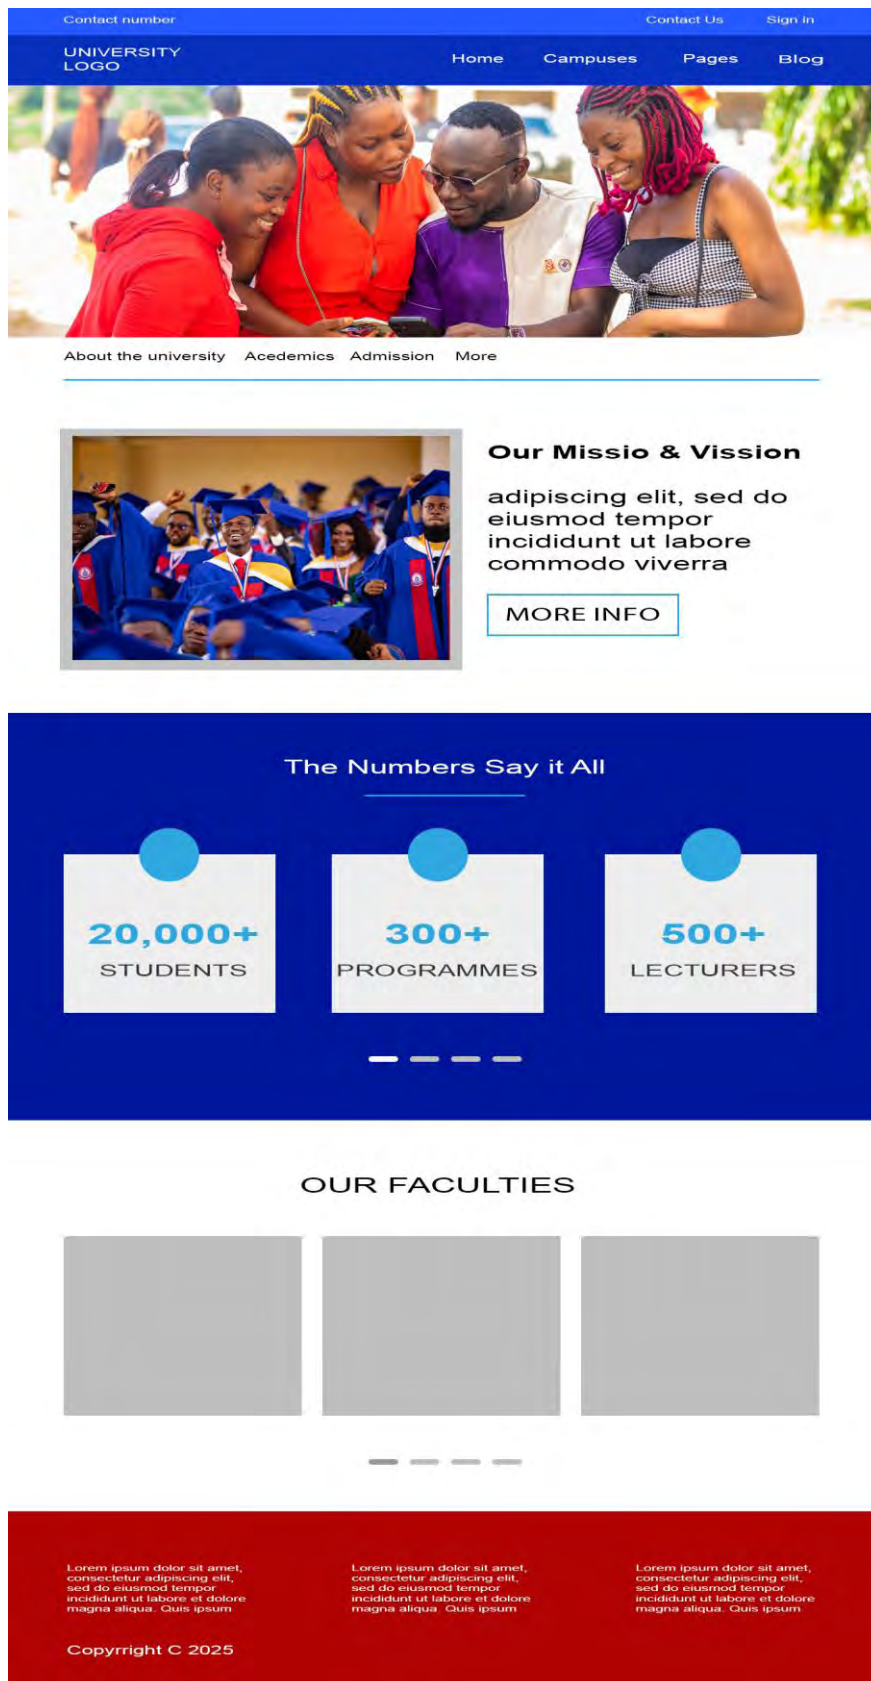 Contact number
Contact Us
Sign in
UNIVERSITY
LOGO
Home
Campuses
Pages
Blog
About the university
Acedemics
Admission
More
Our Missio & Vission
adipiscing elit, sed do
eiusmod tempor
incididunt ut labore
commodo viverra
MORE INFO
The Numbers Say it All
20,000+
STUDENTS
300+
PROGRAMMES
500+
LECTURERS
OUR FACULTIES
Lorem ipsum dolor sit amet,
consectetur adipiscing elit,
sed do eiusmod tempor
incididunt ut labore et dolore
magna aliqua. Quis ipsum
Lorem ipsum dolor sit amet,
consectetur adipiscing elit,
sed do eiusmod tempor
incididunt ut labore et dolore
magna aliqua. Quis ipsum
Lorem ipsum dolor sit amet,
consectetur adipiscing elit,
sed do eiusmod tempor
incididunt ut labore et dolore
magna aliqua. Quis ipsum
Copyrright C 2025